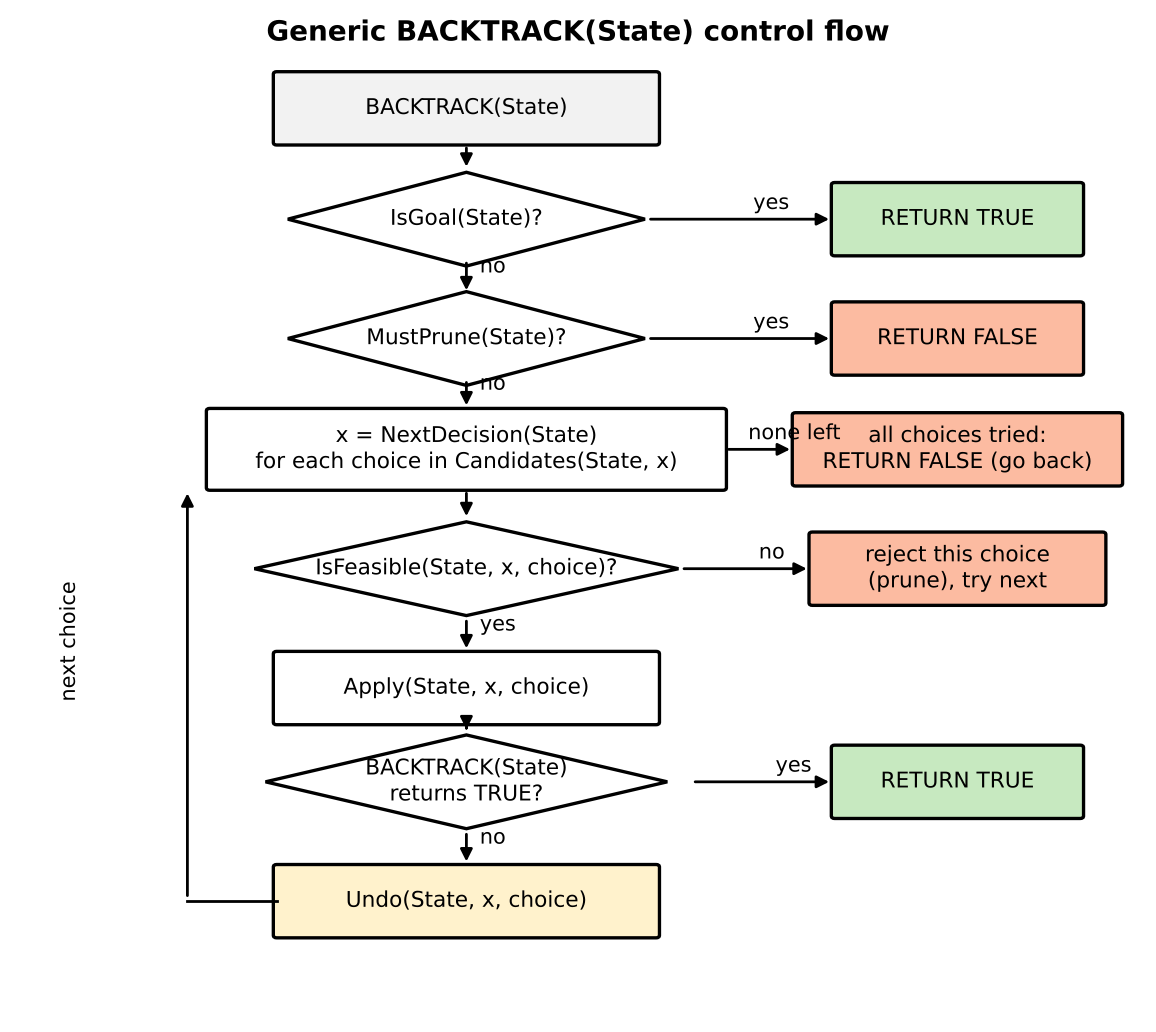 Generic BACKTRACK(State) control flow
BACKTRACK(State)
IsGoal(State)?
yes
RETURN TRUE
no
MustPrune(State)?
yes
RETURN FALSE
no
x = NextDecision(State)
for each choice in Candidates(State, x)
none left
all choices tried:
RETURN FALSE (go back)
IsFeasible(State, x, choice)?
no
reject this choice
(prune), try next
yes
next choice
Apply(State, x, choice)
BACKTRACK(State)
returns TRUE?
yes
RETURN TRUE
no
Undo(State, x, choice)